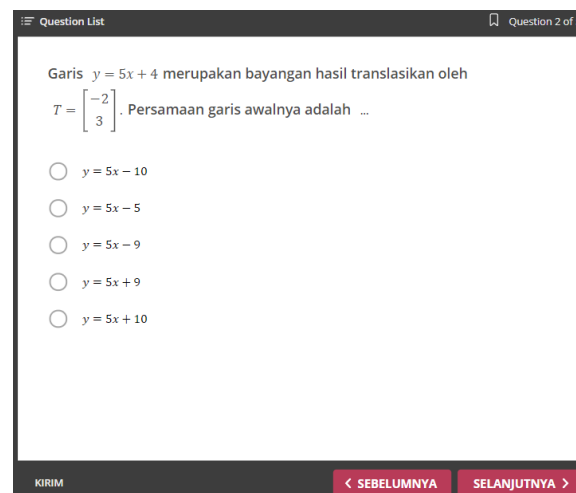 Question List
Question 2 of
Garis y = 5x + 4 merupakan bayangan hasil translasikan oleh
T = [−2 3]. Persamaan garis awalnya adalah ...
y = 5x − 10
y = 5x − 5
y = 5x − 9
y = 5x + 9
y = 5x + 10
KIRIM
< SEBELUMNYA
SELANJUTNYA >